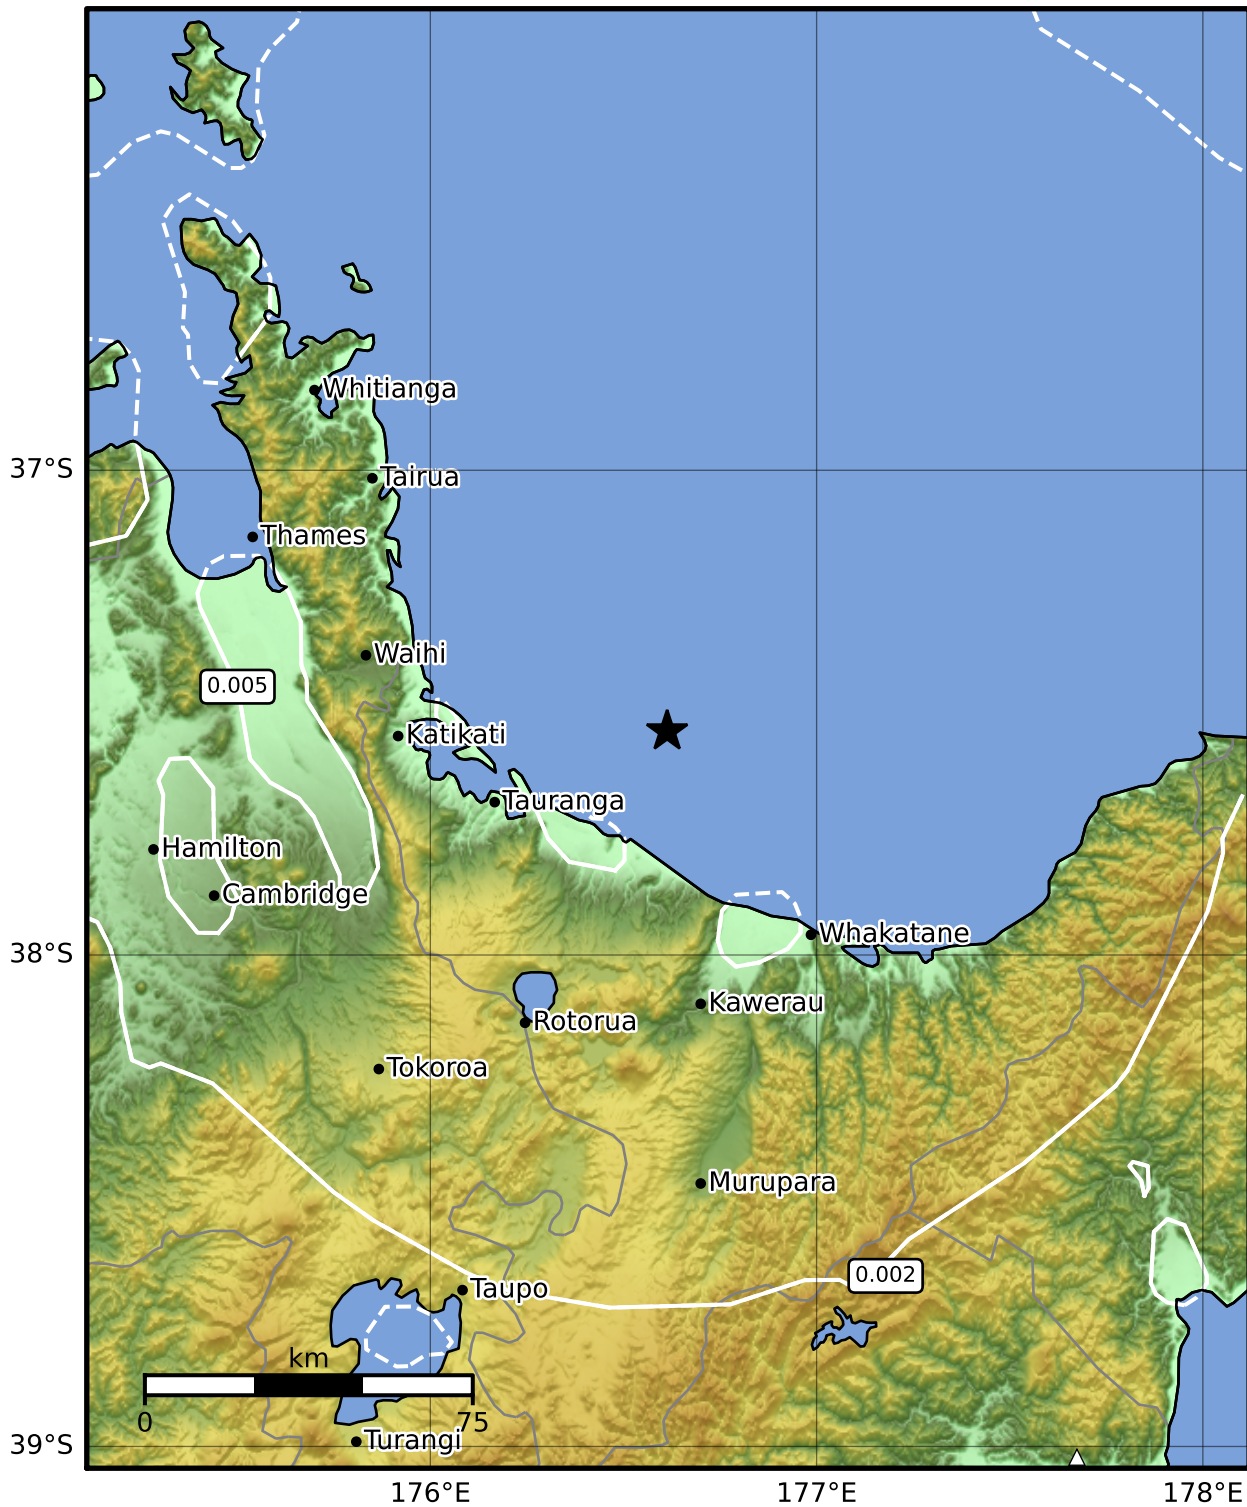 Whitianga
37°S
Tairua
Thames
Waihi
0.005
Katikati
Tauranga
Hamilton
Cambridge
Whakatane
38°S
Kawerau
Rotorua
Tokoroa
Murupara
0.002
Taupo
km
0
75
Turangi
39°S
176°E
177°E
178°E